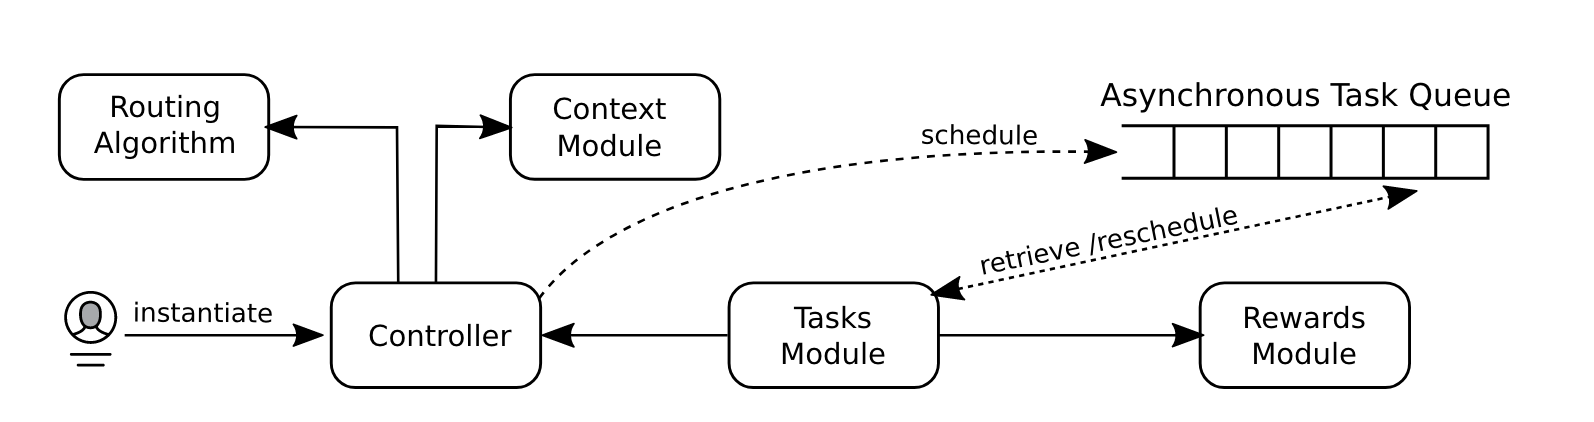 Routing
Algorithm
Context
Module
Asynchronous Task Queue
schedule
retrieve /reschedule
instantiate
Controller
Tasks
Module
Rewards
Module